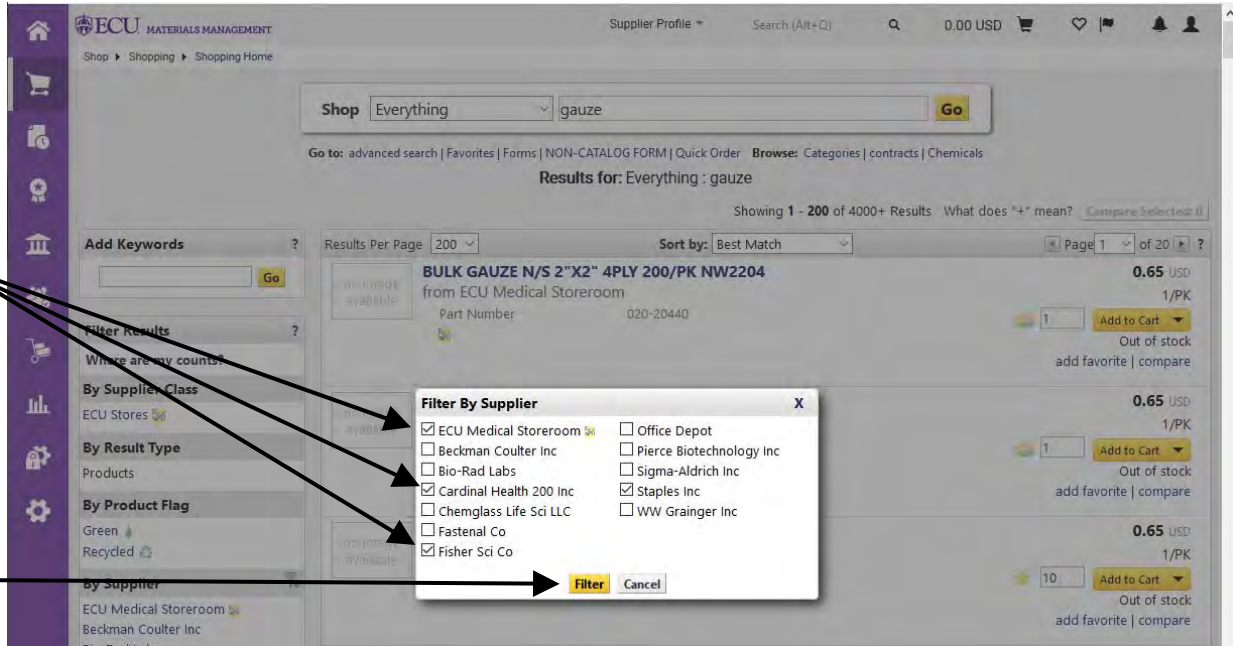 ECU MATERIALS MANAGEMENT
Supplier Profile
Search (Alt+Q)
0.00 USD
Shop Shopping Shopping Home
Shop Everything gauze Go
Go to: advanced search | Favorites | Forms | NON-CATALOG FORM | Quick Order Browse: Categories | contracts | Chemicals
Results for: Everything : gauze
Showing 1 - 200 of 4000+ Results What does "+" mean? Compare Selected: 0
Add Keywords ?
Go
Filter Results ?
Where are my counts?
By Supplier Class
ECU Stores
By Result Type
Products
By Product Flag
Green
Recycled
By Supplier
ECU Medical Storeroom
Beckman Coulter Inc
Results Per Page 200 Sort by: Best Match Page 1 of 20 ?
no image available
BULK GAUZE N/S 2"X2" 4PLY 200/PK NW2204
from ECU Medical Storeroom
Part Number 020-20440
0.65 USD
1/PK
1 Add to Cart
Out of stock
add favorite | compare
0.65 USD
1/PK
1 Add to Cart
Out of stock
add favorite | compare
no image available
0.65 USD
1/PK
10 Add to Cart
Out of stock
add favorite | compare
Filter By Supplier X
ECU Medical Storeroom
Beckman Coulter Inc
Bio-Rad Labs
Cardinal Health 200 Inc
Chemglass Life Sci LLC
Fastenal Co
Fisher Sci Co
Office Depot
Pierce Biotechnology Inc
Sigma-Aldrich Inc
Staples Inc
WW Grainger Inc
Filter Cancel